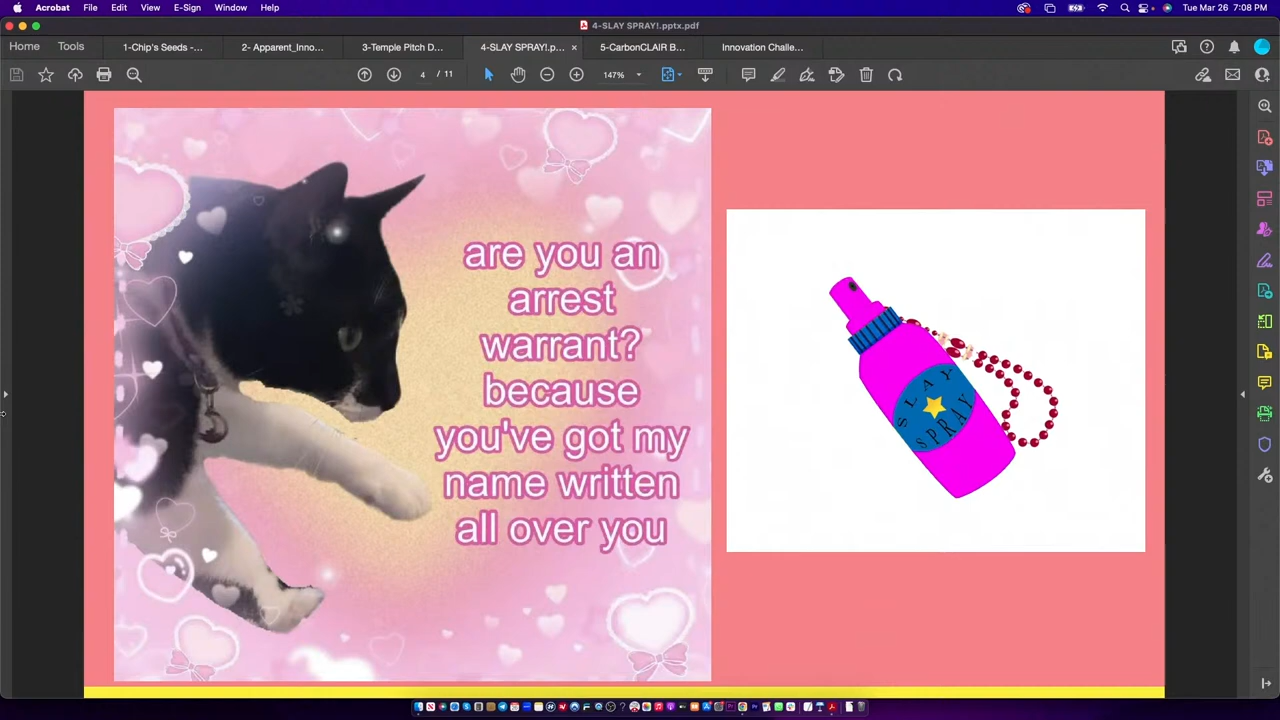 Acrobat File Edit View E-Sign Window Help
Tue Mar 26 7:08 PM
4-SLAY SPRAY!.pptx.pdf
Home Tools
1-Chip's Seeds -...
2- Apparent_Inno...
3-Temple Pitch D...
4-SLAY SPRAY!.p... ×
5-CarbonCLAIR B...
Innovation Challe...
4 / 11
147%
are you an
arrest
warrant?
because
you've got my
name written
all over you
SLAY
SPRAY